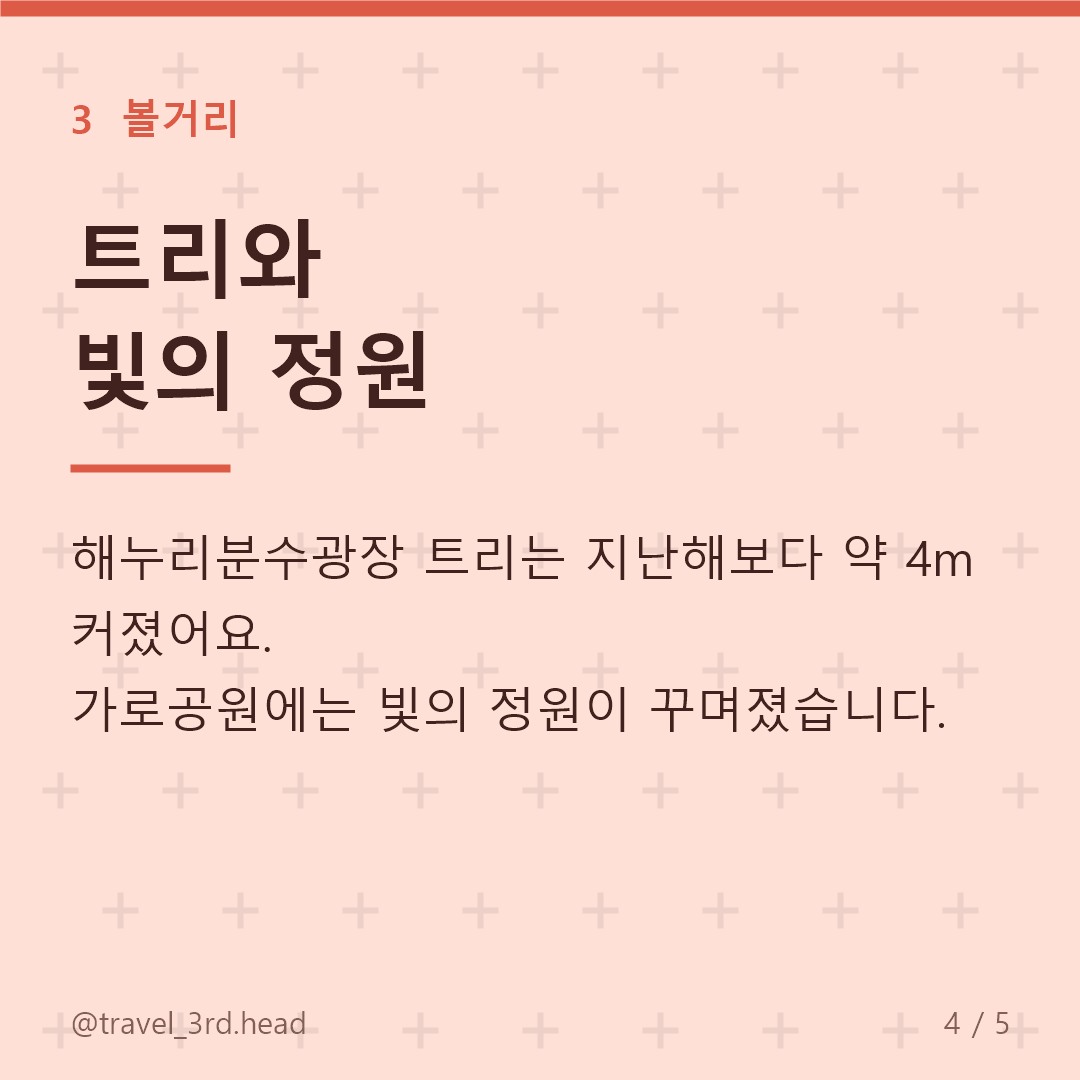 3 볼거리
트리와
빛의 정원
해누리분수광장 트리는 지난해보다 약 4m
커졌어요.
가로공원에는 빛의 정원이 꾸며졌습니다.
@travel_3rd.head
4 / 5